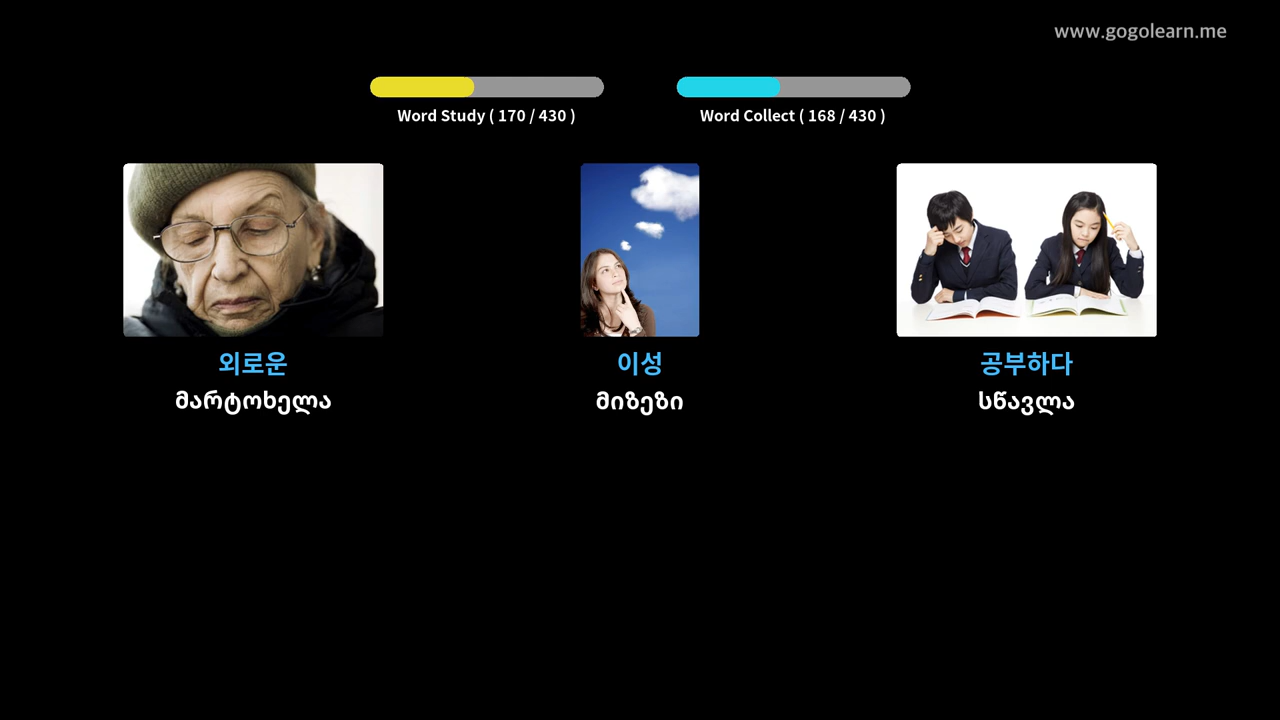 www.gogolearn.me
Word Study ( 170 / 430 )
Word Collect ( 168 / 430 )
외로운
이성
공부하다
მარტოხელა
მიზეზი
სწავლა